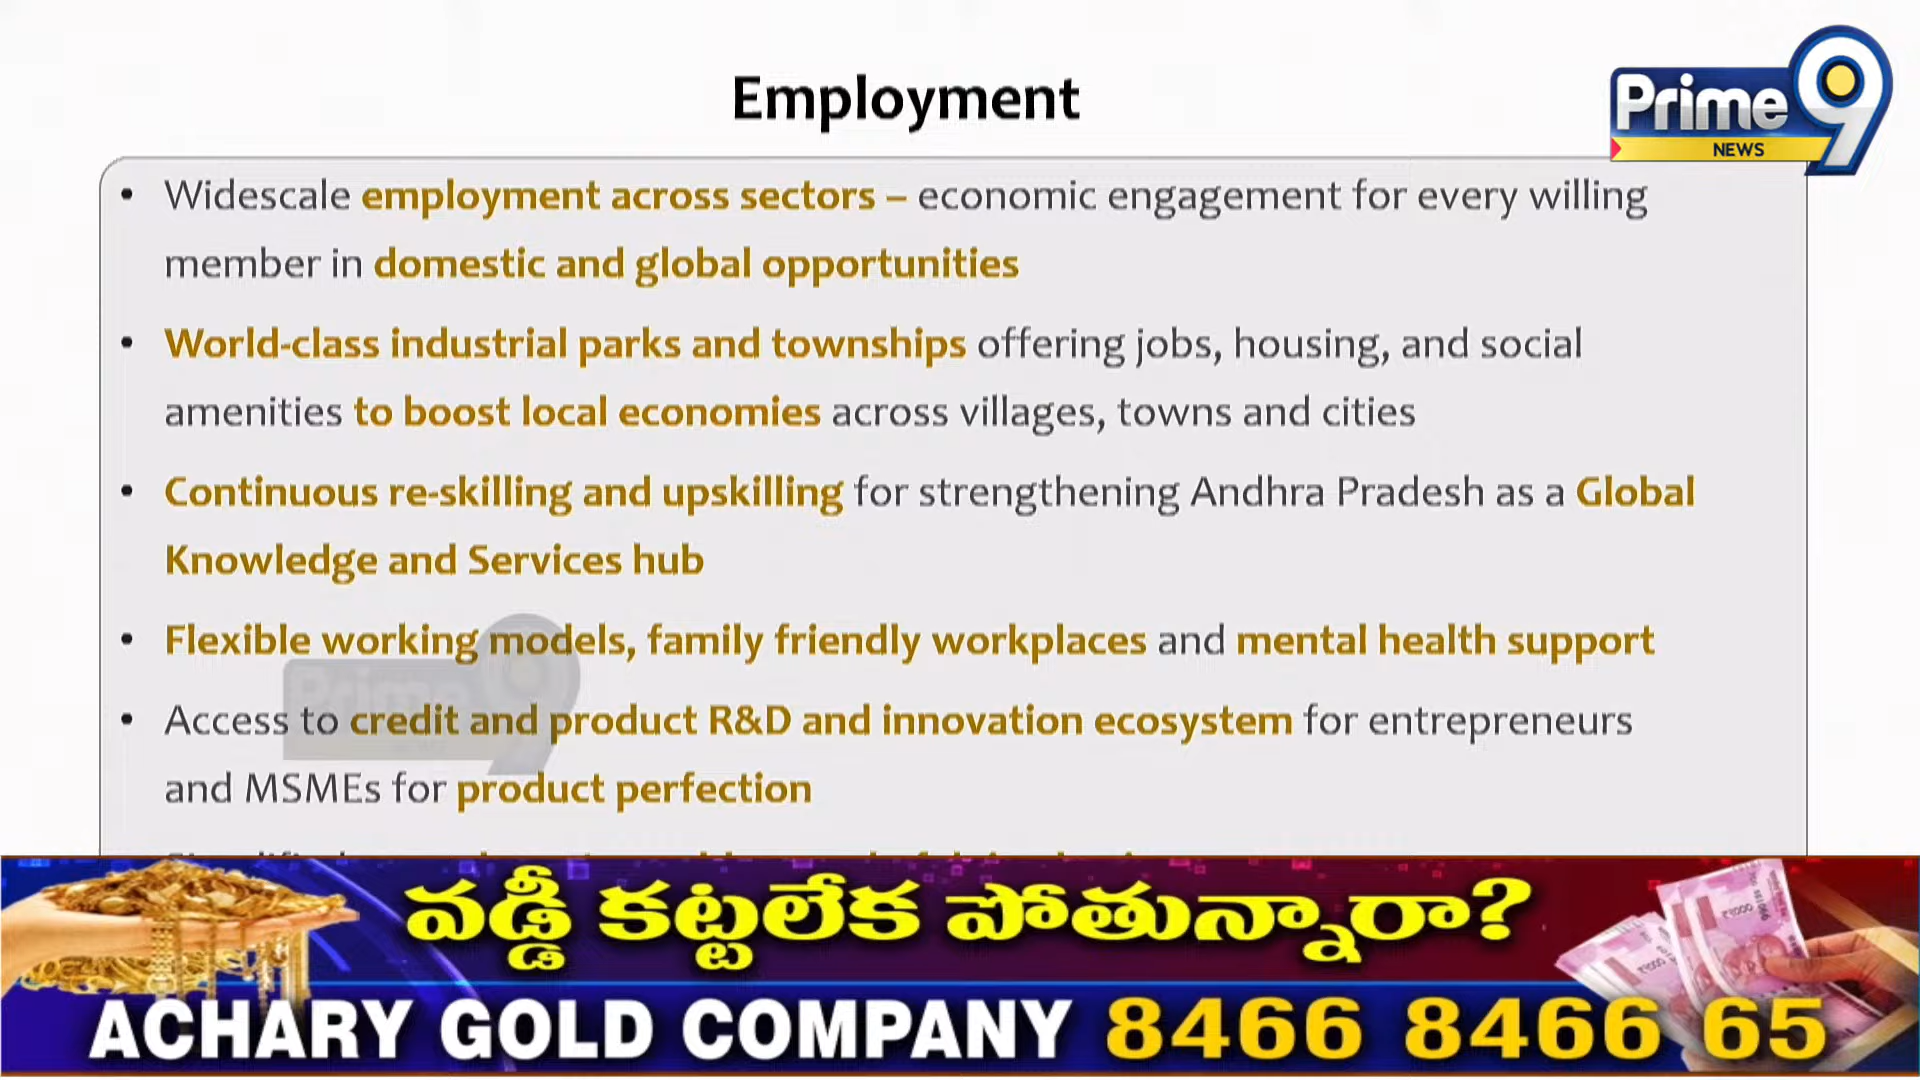 Employment
Prime9
NEWS
• Widescale employment across sectors – economic engagement for every willing
member in domestic and global opportunities
• World-class industrial parks and townships offering jobs, housing, and social
amenities to boost local economies across villages, towns and cities
• Continuous re-skilling and upskilling for strengthening Andhra Pradesh as a Global
Knowledge and Services hub
• Flexible working models, family friendly workplaces and mental health support
• Access to credit and product R&D and innovation ecosystem for entrepreneurs
and MSMEs for product perfection
Prime9
వడ్డీ కట్టలేక పోతున్నారా?
ACHARY GOLD COMPANY 8466 8466 65